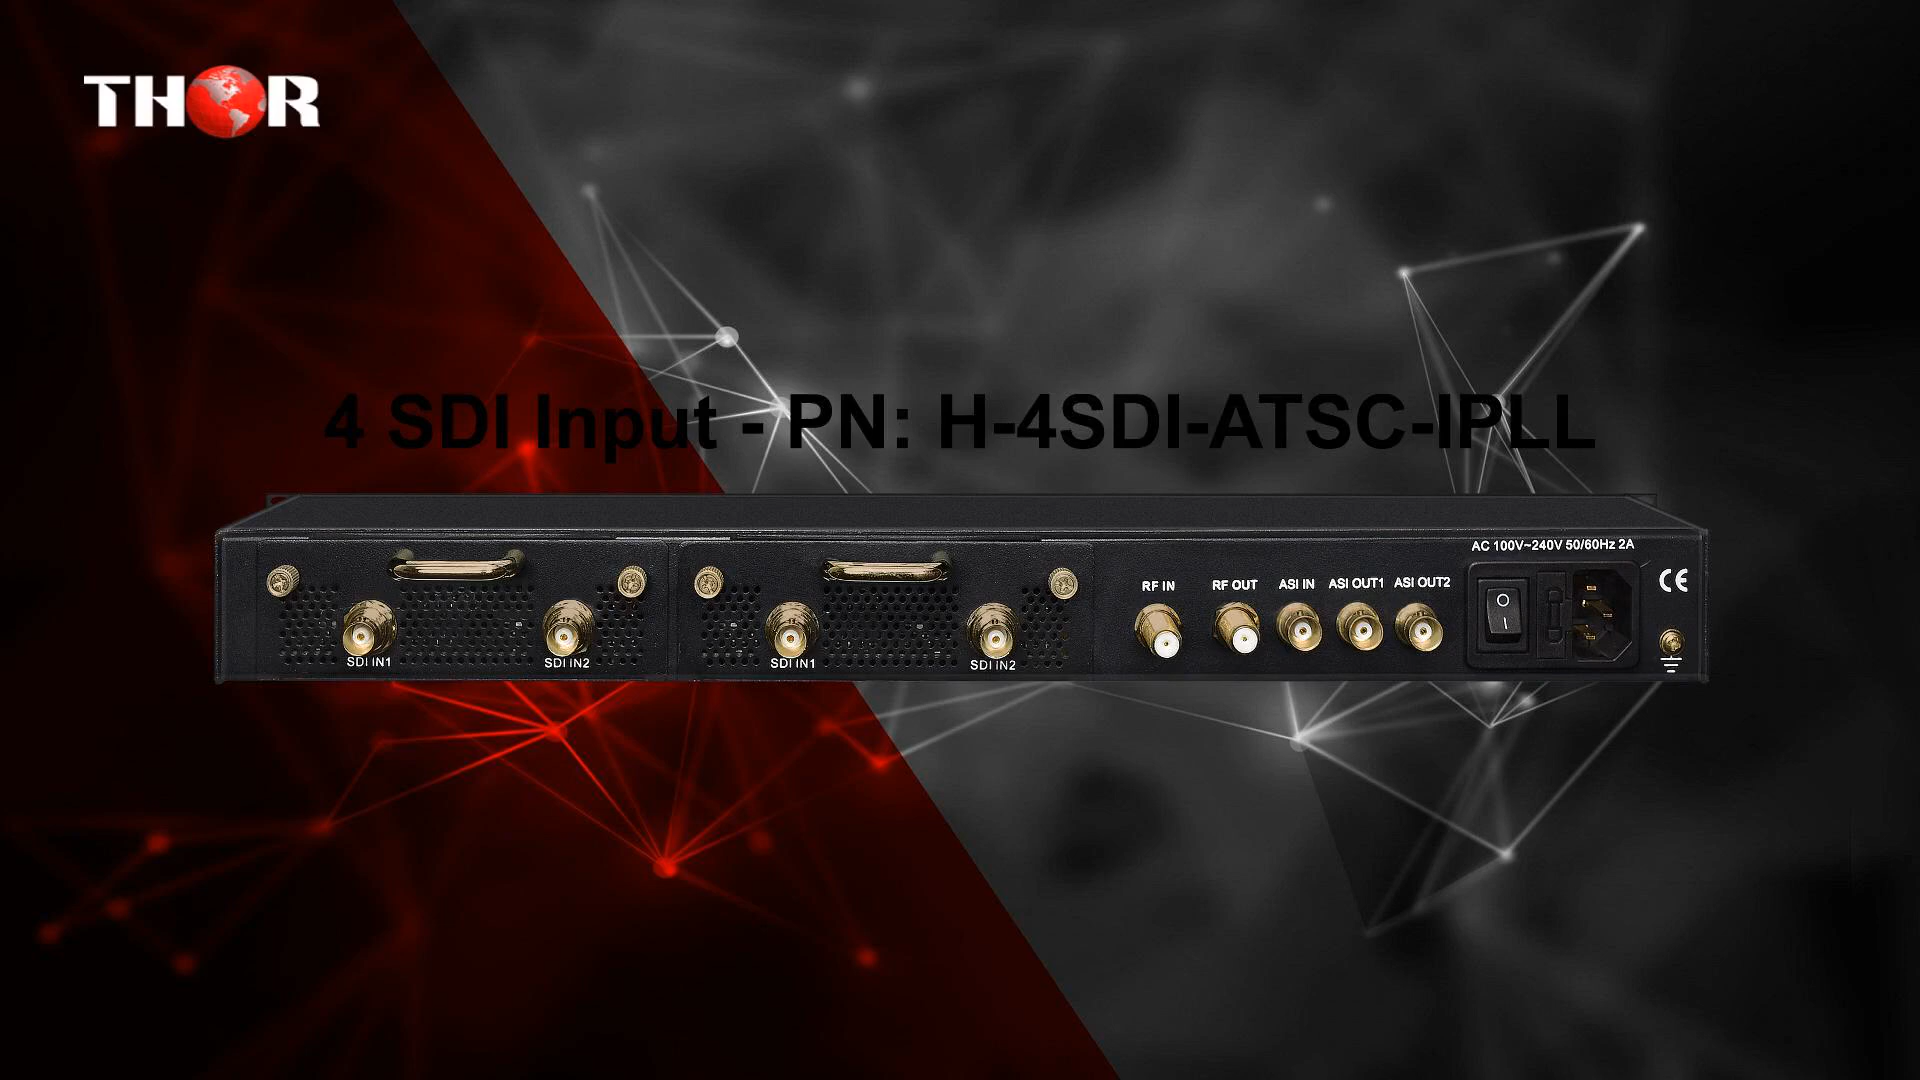 THOR
4 SDI Input - PN: H-4SDI-ATSC-IPLL
AC 100V~240V 50/60Hz 2A
RF IN
RF OUT
ASI IN
ASI OUT1
ASI OUT2
CE
SDI IN1
SDI IN2
SDI IN1
SDI IN2